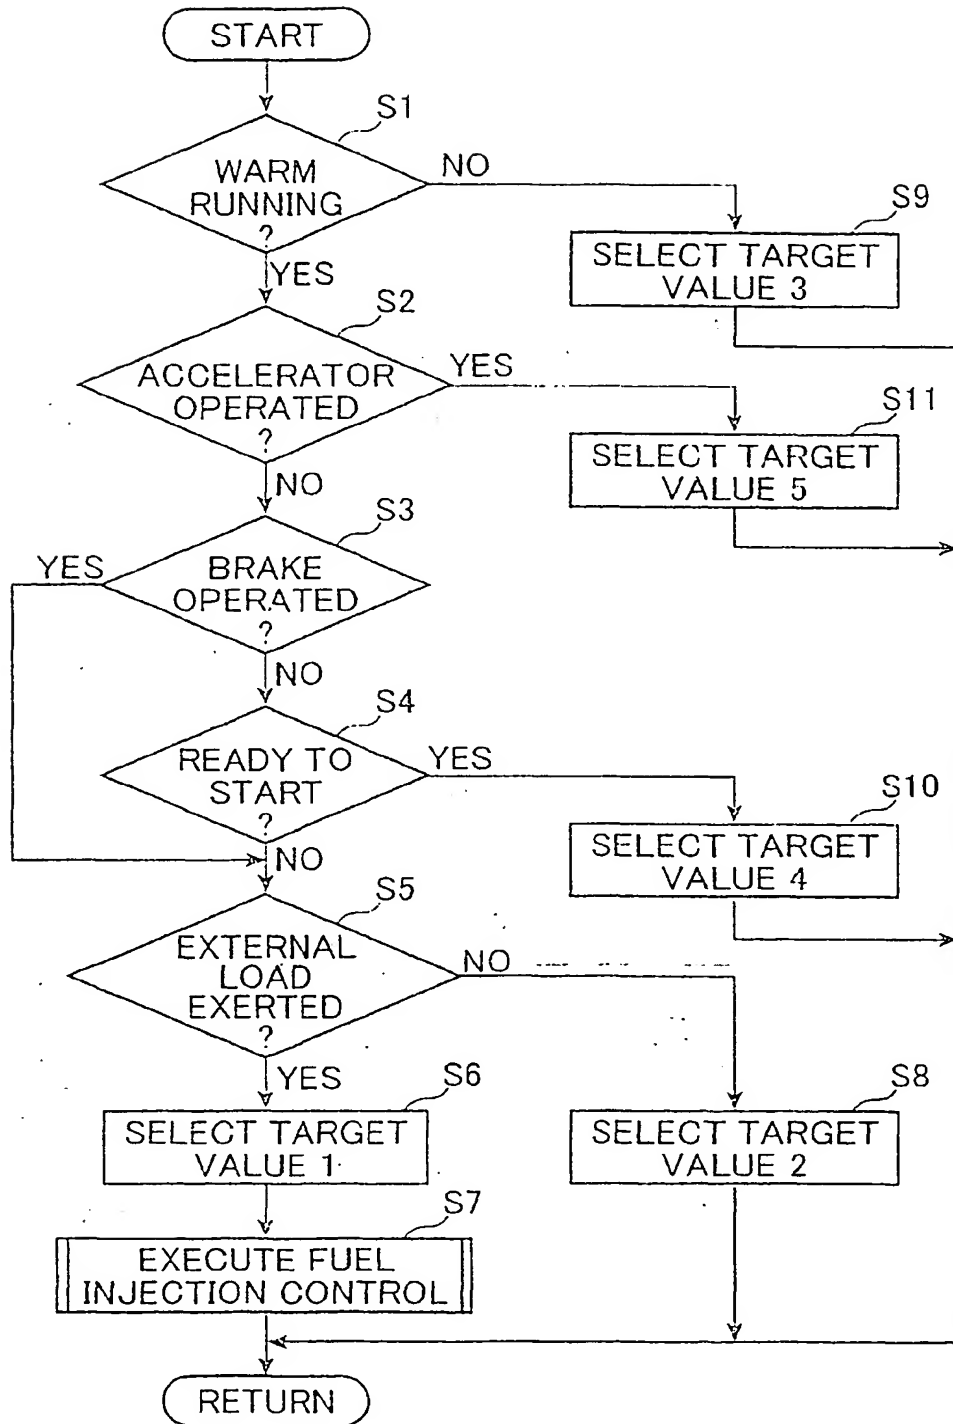 START
S1
WARM
RUNNING
?
NO
YES
S9
SELECT TARGET
VALUE 3
S2
ACCELERATOR
OPERATED
?
YES
NO
S11
SELECT TARGET
VALUE 5
S3
YES
BRAKE
OPERATED
?
NO
S4
READY TO
START
?
YES
NO
S10
SELECT TARGET
VALUE 4
S5
EXTERNAL
LOAD
EXERTED
?
NO
YES
S6
SELECT TARGET
VALUE 1
S8
SELECT TARGET
VALUE 2
S7
EXECUTE FUEL
INJECTION CONTROL
RETURN